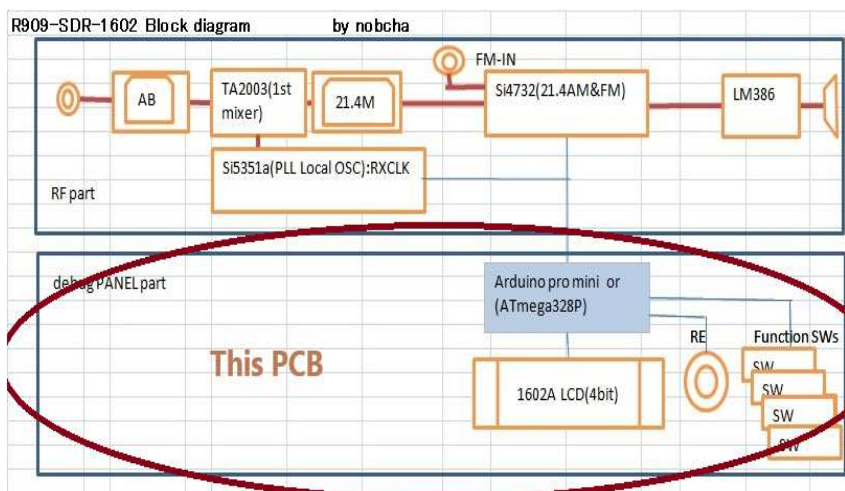 R909-SDR-1602 Block diagram by nobcha
FM-IN
AB
TA2003(1st
mixer)
21.4M
Si4732(21.4AM&FM)
LM386
Si5351a(PLL Local OSC):RXCLK
RF part
debug PANEL part
Arduino pro mini or
(ATmega328P)
RE
Function SWs
This PCB
1602A LCD(4bit)
SW
SW
SW
SW